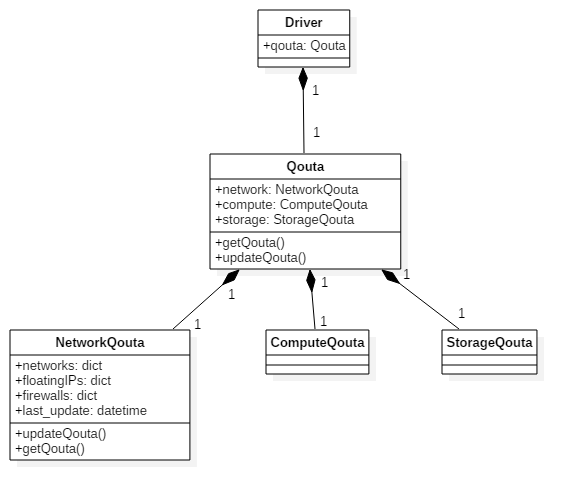 Driver
+qouta: Qouta
1
1
Qouta
+network: NetworkQouta
+compute: ComputeQouta
+storage: StorageQouta
+getQouta()
+updateQouta()
1
1
1
1
1
1
NetworkQouta
+networks: dict
+floatingIPs: dict
+firewalls: dict
+last_update: datetime
+updateQouta()
+getQouta()
ComputeQouta
StorageQouta